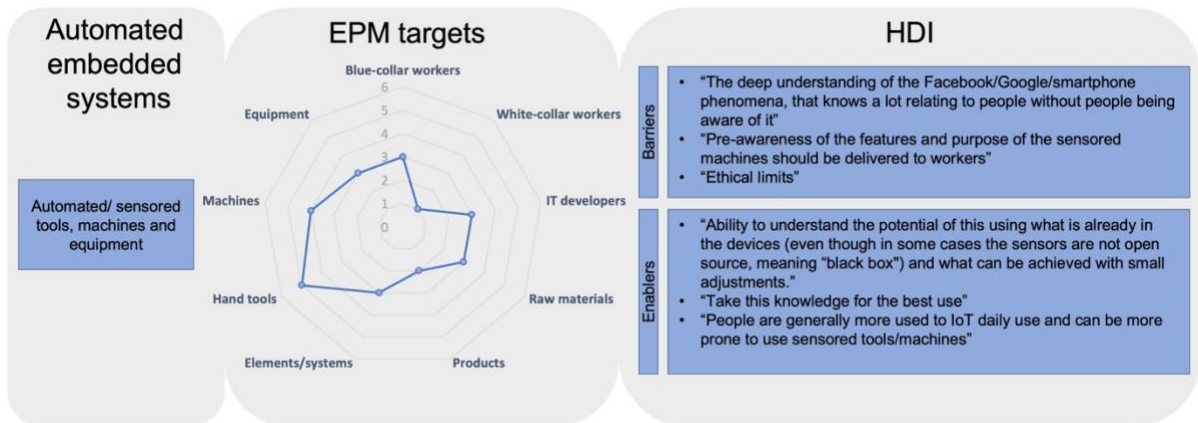 Automated
embedded
systems
Automated/ sensored
tools, machines and
equipment
EPM targets
Blue-collar workers
White-collar workers
IT developers
Raw materials
Products
Elements/systems
Hand tools
Machines
Equipment
6
5
4
3
2
1
0
HDI
Barriers
• “The deep understanding of the Facebook/Google/smartphone
phenomena, that knows a lot relating to people without people being
aware of it”
• “Pre-awareness of the features and purpose of the sensored
machines should be delivered to workers”
• “Ethical limits”
Enablers
• “Ability to understand the potential of this using what is already in
the devices (even though in some cases the sensors are not open
source, meaning “black box”) and what can be achieved with small
adjustments.”
• “Take this knowledge for the best use”
• “People are generally more used to IoT daily use and can be more
prone to use sensored tools/machines”